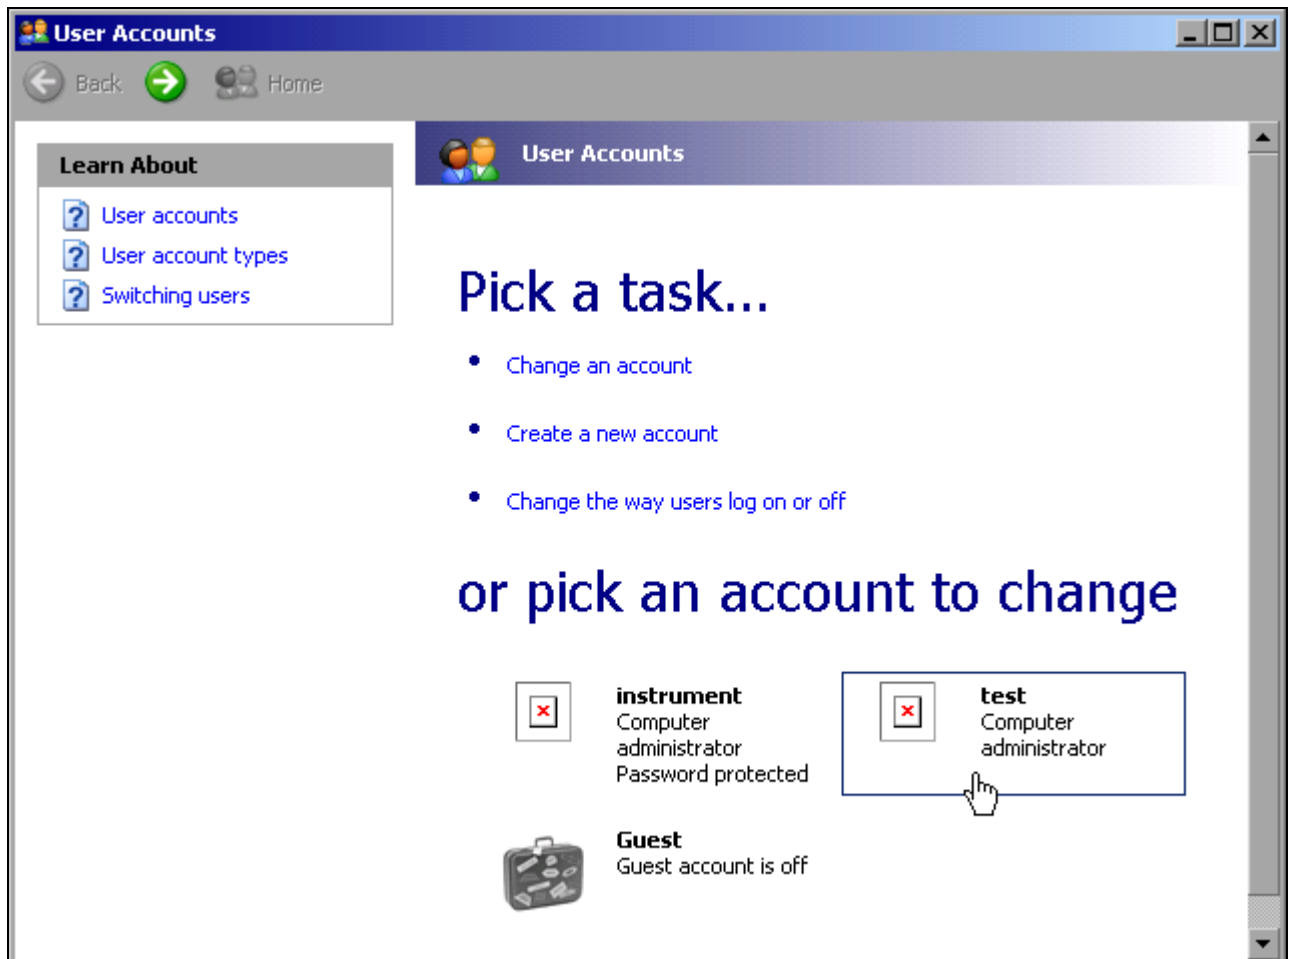 User Accounts
Back
Home
Learn About
User accounts
User account types
Switching users
User Accounts
Pick a task...
Change an account
Create a new account
Change the way users log on or off
or pick an account to change
instrument
Computer
administrator
Password protected
test
Computer
administrator
Guest
Guest account is off